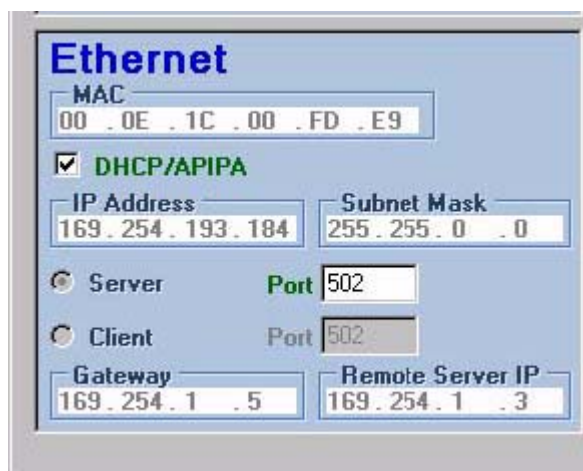 Ethernet
MAC
00 . 0E . 1C . 00 . FD . E9
DHCP/APIPA
IP Address Subnet Mask
169 . 254 . 193 . 184 255 . 255 . 0 . 0
Server Port 502
Client Port 502
Gateway Remote Server IP
169 . 254 . 1 . 5 169 . 254 . 1 . 3